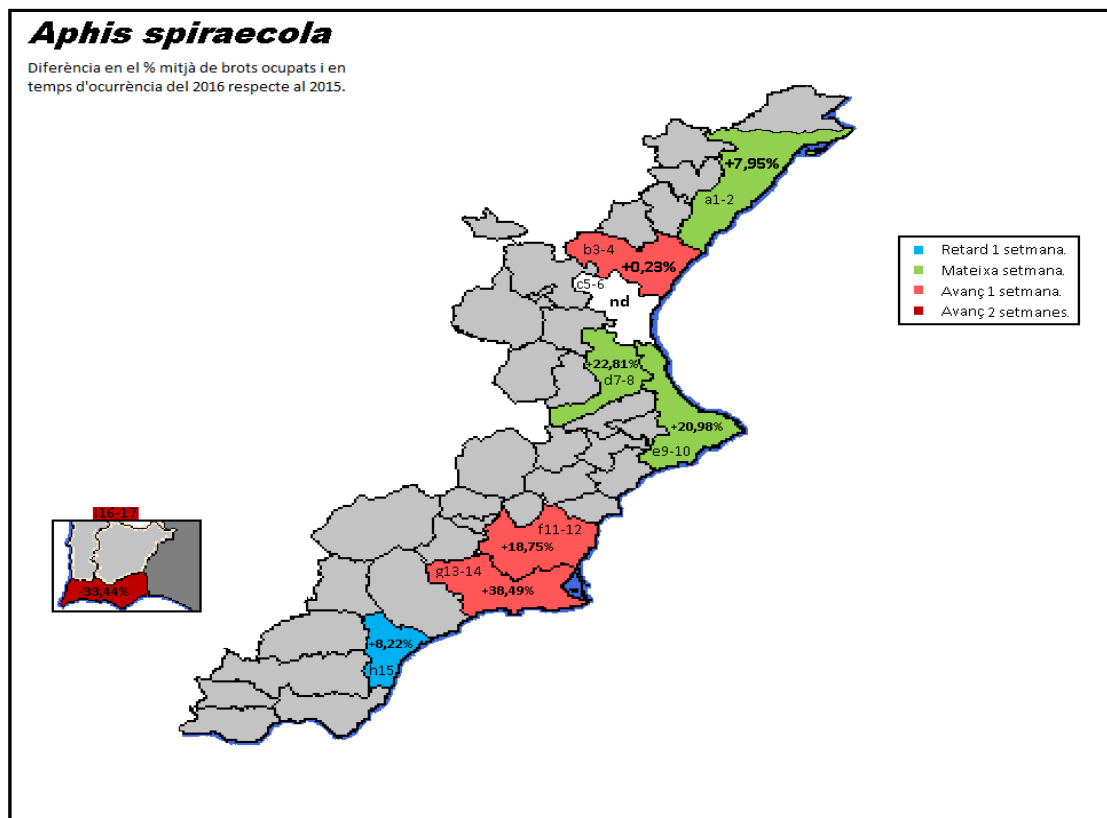 Aphis spiraecola
Diferència en el % mitjà de brots ocupats i en
temps d'ocurrència del 2016 respecte al 2015.
+7,95%
a1-2
b3-4
+0,23%
c5-6
nd
Retard 1 setmana.
Mateixa setmana.
Avanç 1 setmana.
Avanç 2 setmanes.
+22,81%
d7-8
+20,98%
e9-10
f11-12
+18,75%
g13-14
+38,49%
+8,22%
h15
-33,44%